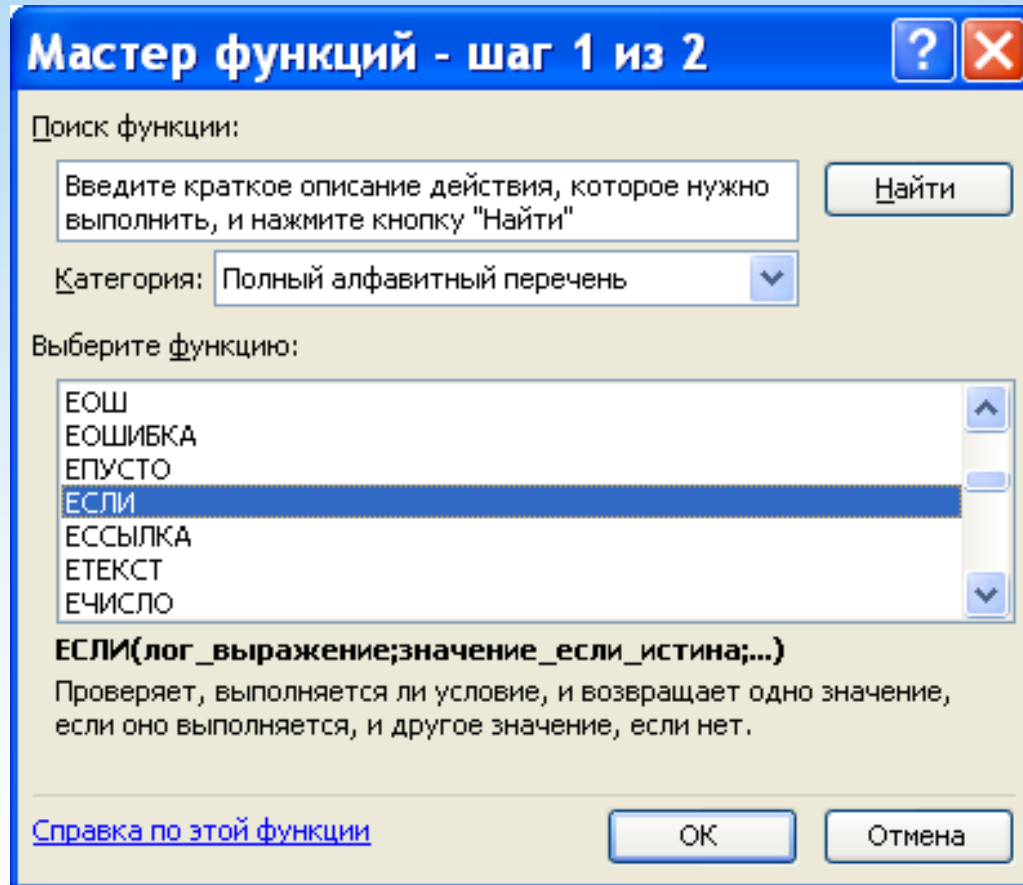 Мастер функций - шаг 1 из 2
Поиск функции:
Введите краткое описание действия, которое нужно
выполнить, и нажмите кнопку "Найти"
Найти
Категория: Полный алфавитный перечень
Выберите функцию:
ЕОШ
ЕОШИБКА
ЕПУСТО
ЕСЛИ
ЕССЫЛКА
ЕТЕКСТ
ЕЧИСЛО
ЕСЛИ(лог_выражение;значение_если_истина;...)
Проверяет, выполняется ли условие, и возвращает одно значение,
если оно выполняется, и другое значение, если нет.
Справка по этой функции
ОК
Отмена